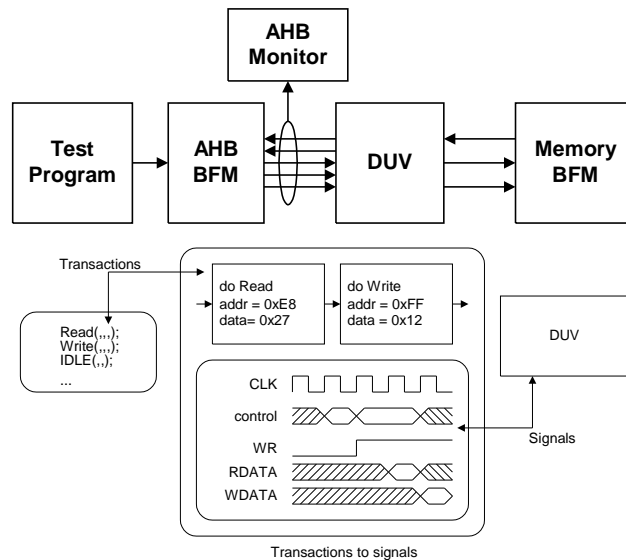 AHB
Monitor
Test
Program
AHB
BFM
DUV
Memory
BFM
Transactions
Read(,,,);
Write(,,,);
IDLE(,,);
...
do Read
addr = 0xE8
data= 0x27
do Write
addr = 0xFF
data = 0x12
DUV
CLK
control
WR
RDATA
WDATA
Signals
Transactions to signals